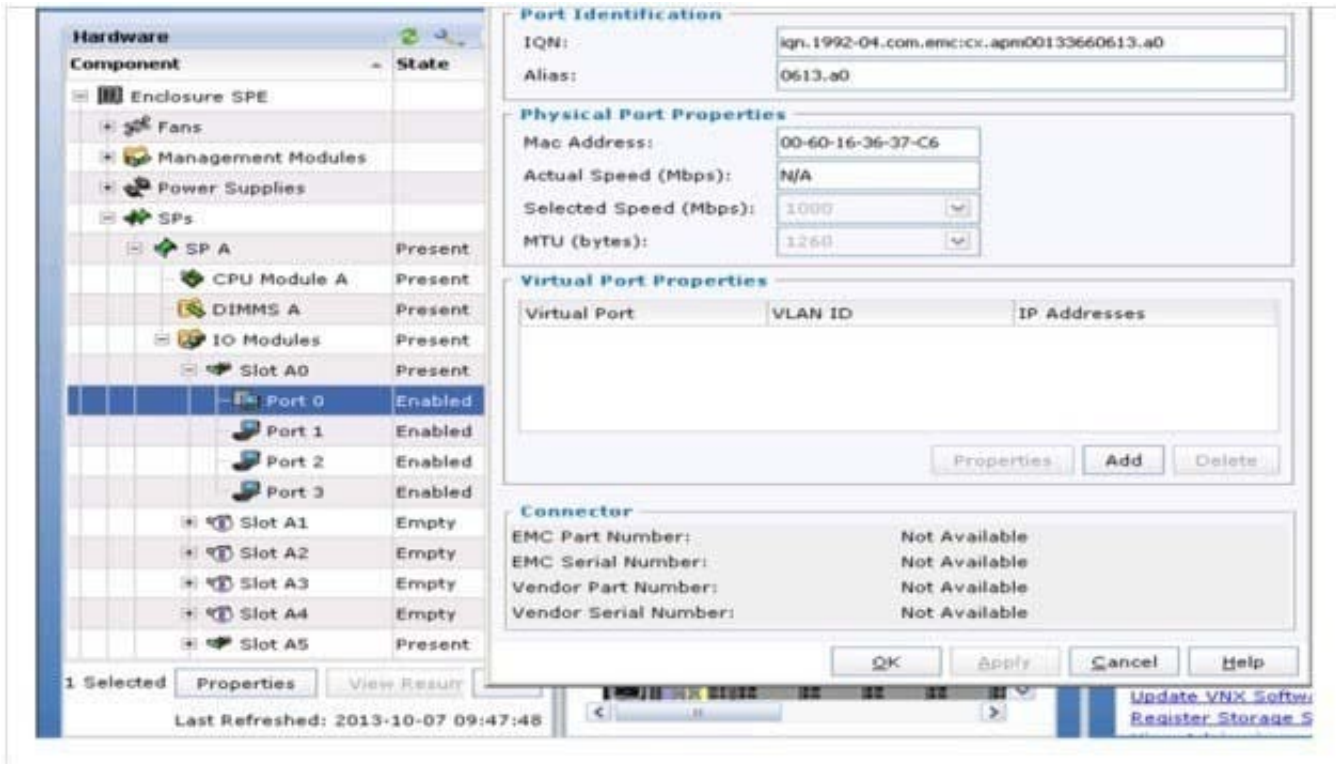 Hardware
Component State
Enclosure SPE
Fans
Management Modules
Power Supplies
SPs
SP A Present
CPU Module A Present
DIMMS A Present
IO Modules Present
Slot A0 Present
Port 0 Enabled
Port 1 Enabled
Port 2 Enabled
Port 3 Enabled
Slot A1 Empty
Slot A2 Empty
Slot A3 Empty
Slot A4 Empty
Slot A5 Present
1 Selected Properties View
Last Refreshed: 2013-10-07 09:47:48
Port Identification
IQN: iqn.1992-04.com.emc:cx.apm00133660613.a0
Alias: 0613.a0
Physical Port Properties
Mac Address: 00-60-16-36-37-C6
Actual Speed (Mbps): N/A
Selected Speed (Mbps): 1000
MTU (bytes): 1260
Virtual Port Properties
Virtual Port VLAN ID IP Addresses
Properties Add Delete
Connector
EMC Part Number: Not Available
EMC Serial Number: Not Available
Vendor Part Number: Not Available
Vendor Serial Number: Not Available
OK Apply Cancel Help
Update VNX Softw
Register Storage S